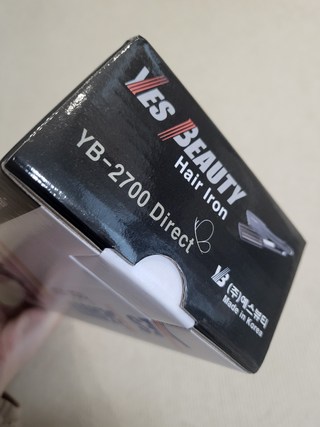 YES BEAUTY
Hair Iron
YB-2700 Direct
YB (주)예스뷰티
Made in Korea